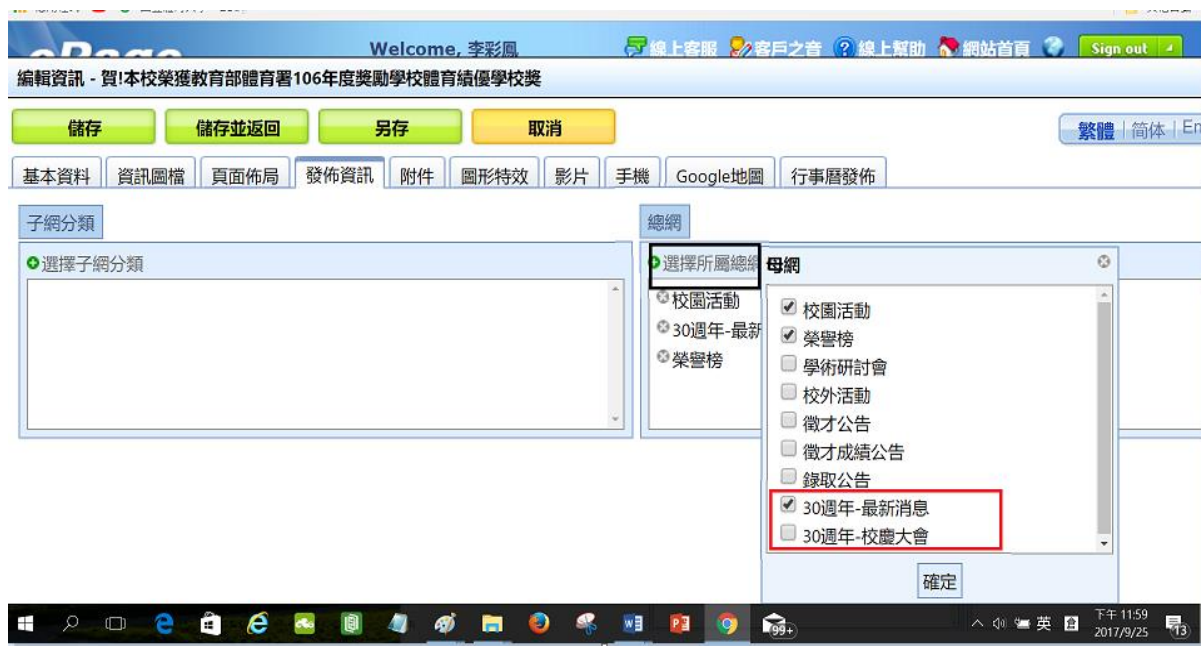 Welcome, 李彩鳳
線上客服 客戶之音 線上幫助 網站首頁 Sign out
編輯資訊 - 賀!本校榮獲教育部體育署106年度獎勵學校體育績優學校獎
儲存 儲存並返回 另存 取消
繁體 | 简体 | En
基本資料 資訊圖檔 頁面佈局 發佈資訊 附件 圖形特效 影片 手機 Google地圖 行事曆發佈
子網分類
選擇子網分類
總網
選擇所屬總網
校園活動
30週年-最新
榮譽榜
母網
校園活動
榮譽榜
學術研討會
校外活動
徵才公告
徵才成績公告
錄取公告
30週年-最新消息
30週年-校慶大會
確定
99+
英
下午 11:59
2017/9/25
13